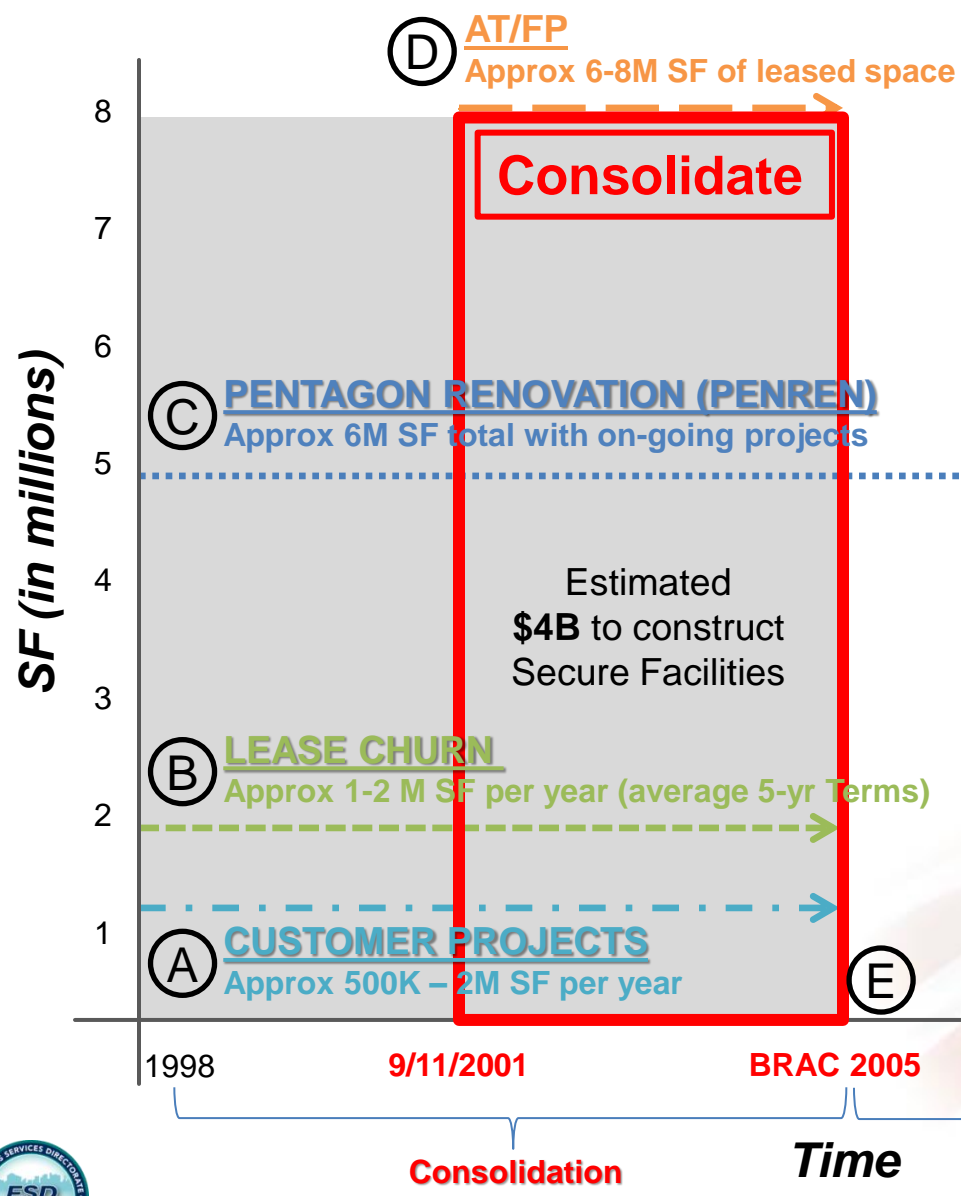 D
AT/FP
Approx 6-8M SF of leased space
8
Consolidate
7
6
C
PENTAGON RENOVATION (PENREN)
Approx 6M SF total with on-going projects
5
SF (in millions)
4
Estimated
$4B to construct
Secure Facilities
3
B
LEASE CHURN
Approx 1-2 M SF per year (average 5-yr Terms)
2
1
A
CUSTOMER PROJECTS
Approx 500K – 2M SF per year
E
1998
9/11/2001
BRAC 2005
Time
Consolidation
SERVICES DIRECTORATE
FSD